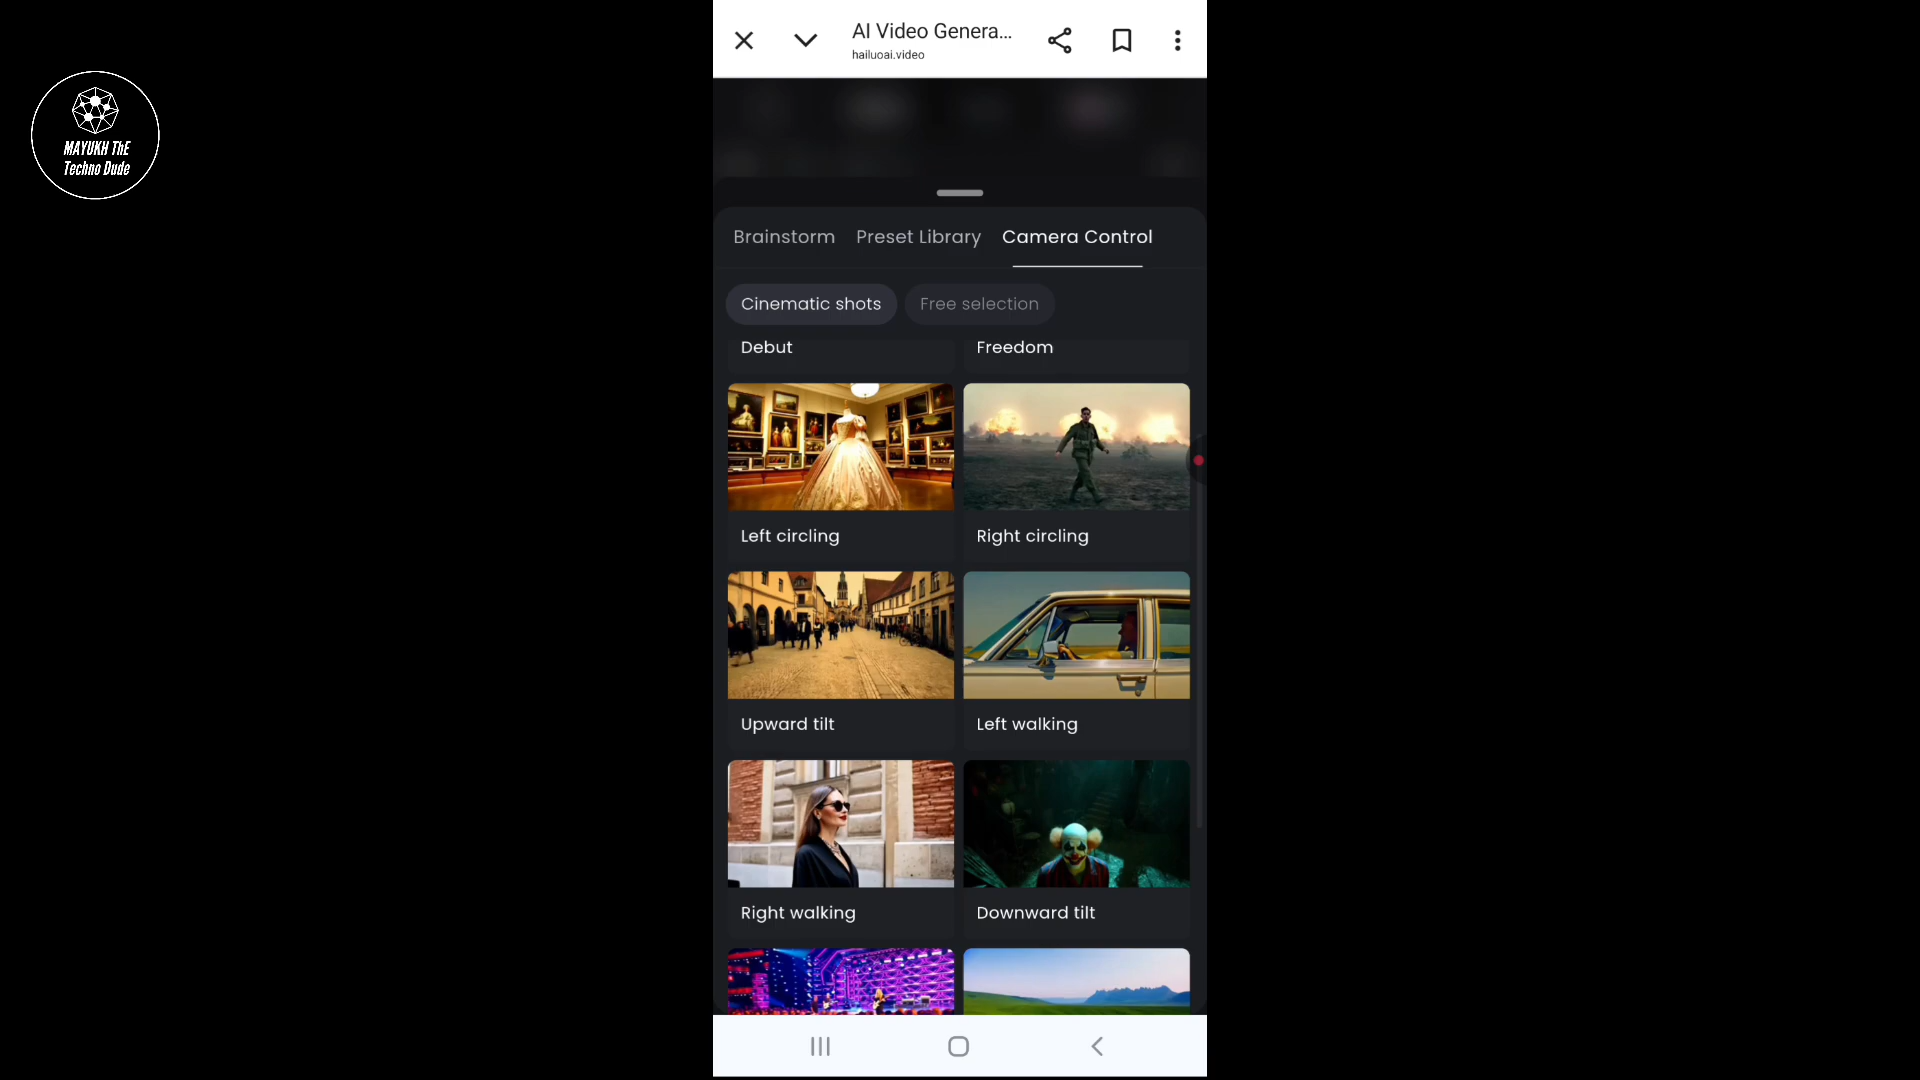 MAYUKH ThE
Techno Dude
AI Video Genera...
hailuoai.video
Brainstorm
Preset Library
Camera Control
Cinematic shots
Free selection
Debut
Freedom
Left circling
Right circling
Upward tilt
Left walking
Right walking
Downward tilt